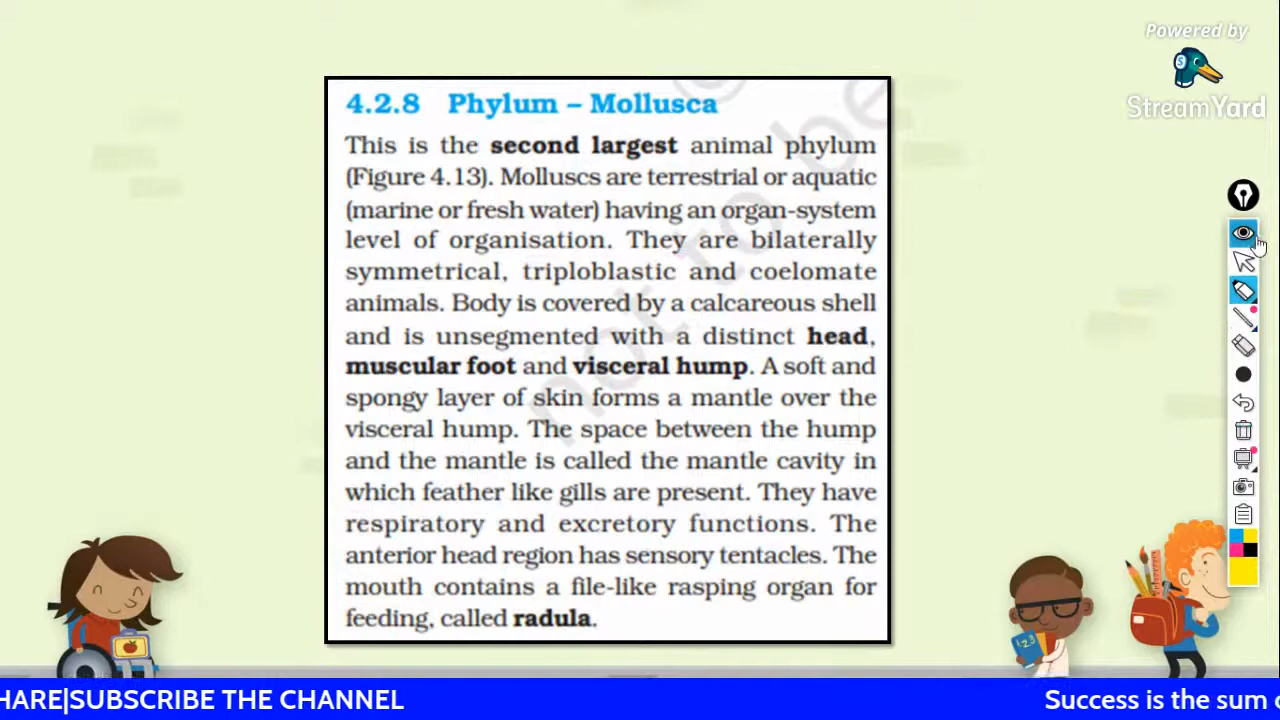 Powered by
StreamYard
4.2.8 Phylum – Mollusca
This is the second largest animal phylum
(Figure 4.13). Molluscs are terrestrial or aquatic
(marine or fresh water) having an organ-system
level of organisation. They are bilaterally
symmetrical, triploblastic and coelomate
animals. Body is covered by a calcareous shell
and is unsegmented with a distinct head,
muscular foot and visceral hump. A soft and
spongy layer of skin forms a mantle over the
visceral hump. The space between the hump
and the mantle is called the mantle cavity in
which feather like gills are present. They have
respiratory and excretory functions. The
anterior head region has sensory tentacles. The
mouth contains a file-like rasping organ for
feeding, called radula.
not to be
1 2 3
HARE|SUBSCRIBE THE CHANNEL
Success is the sum